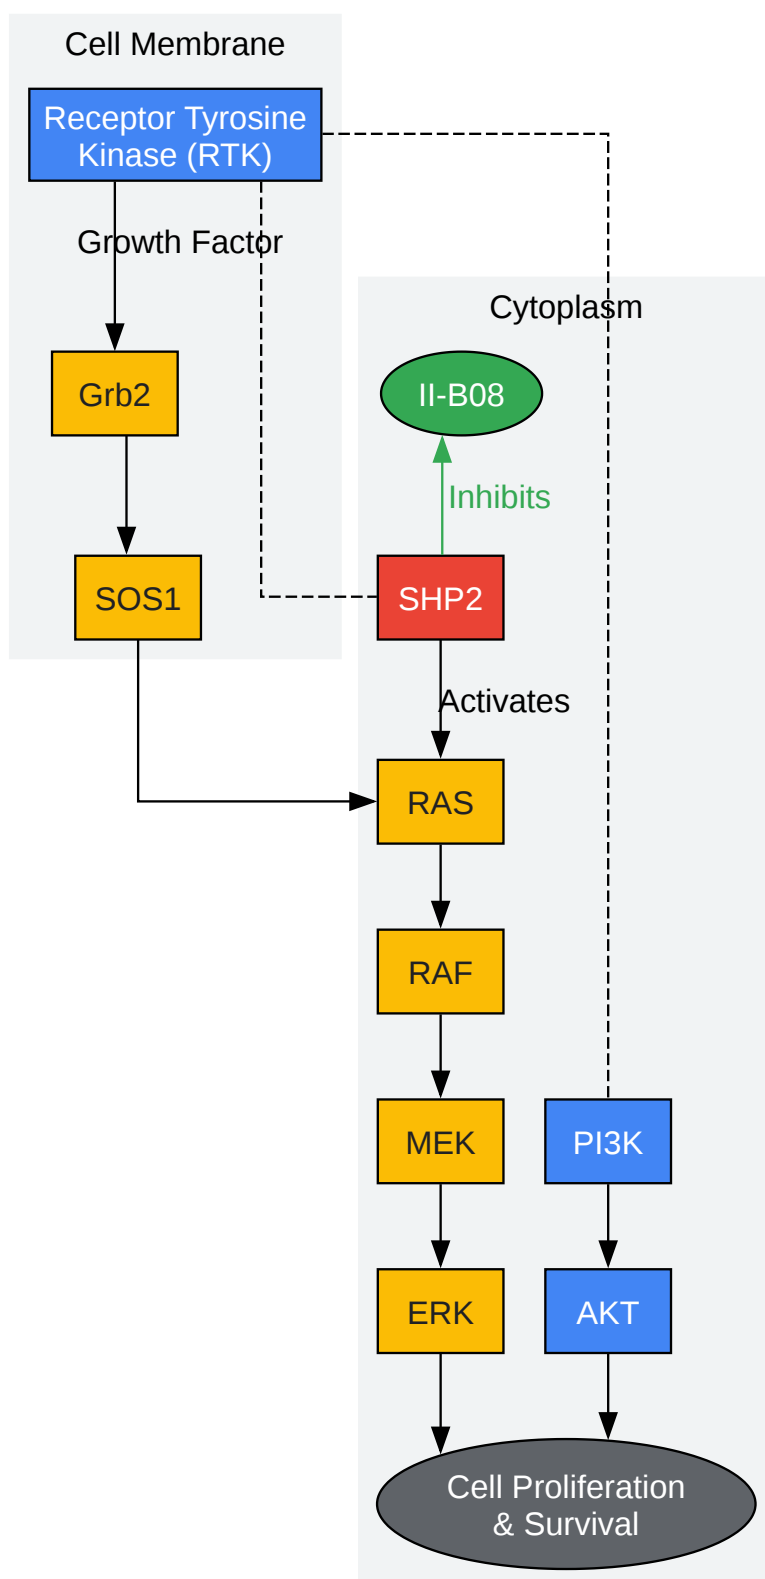 Cell Membrane
Receptor Tyrosine
Kinase (RTK)
Growth Factor
Cytoplasm
Grb2
II-B08
Inhibits
SOS1
SHP2
Activates
RAS
RAF
MEK
PI3K
ERK
AKT
Cell Proliferation
& Survival